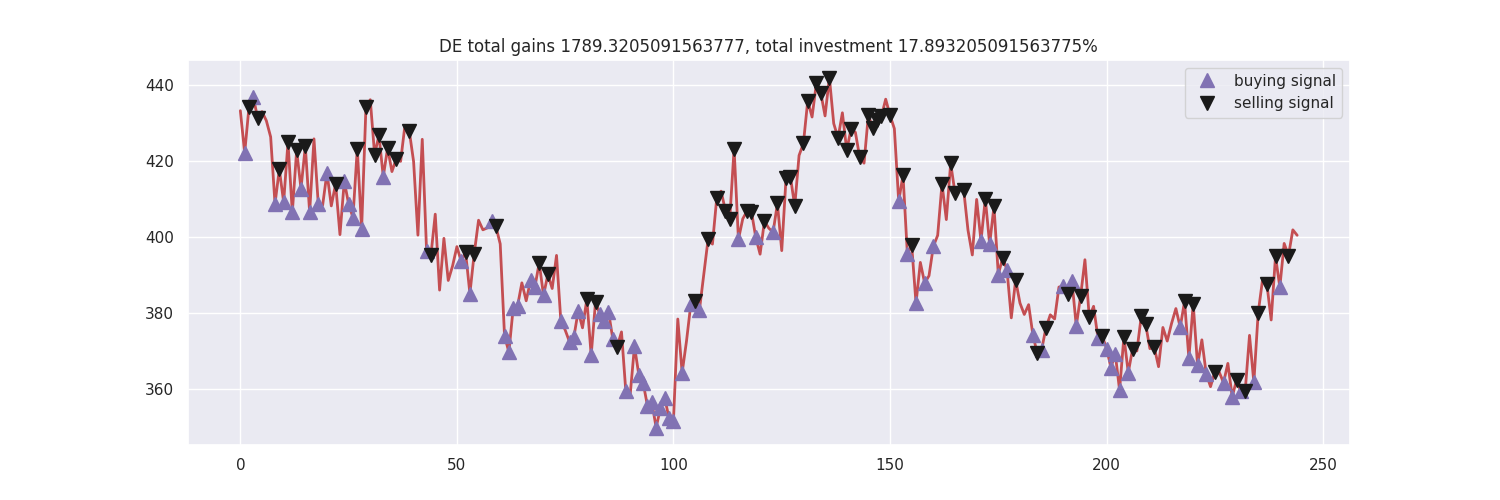 DE total gains 1789.3205091563777, total investment 17.893205091563775%
buying signal
selling signal
440
420
400
380
360
0 50 100 150 200 250